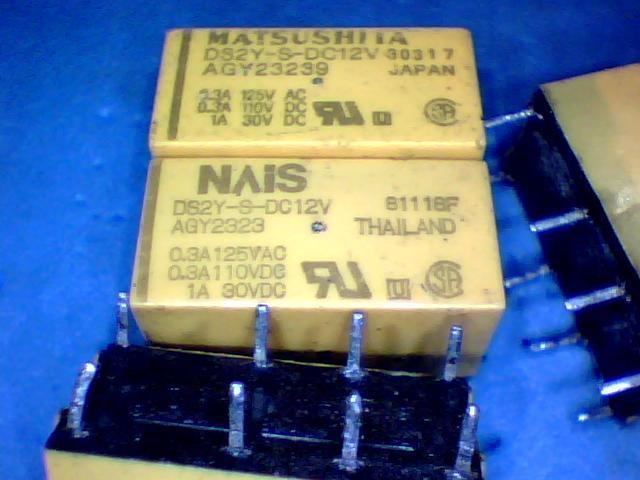 MATSUSHITA
DS2Y-S-DC12V 30317
AGY23239 JAPAN
0.3A 125V AC
0.3A 110V DC
1A 30V DC
NAiS
DS2Y-S-DC12V 81118F
AGY2323 THAILAND
0.3A125VAC
0.3A110VDC
1A 30VDC